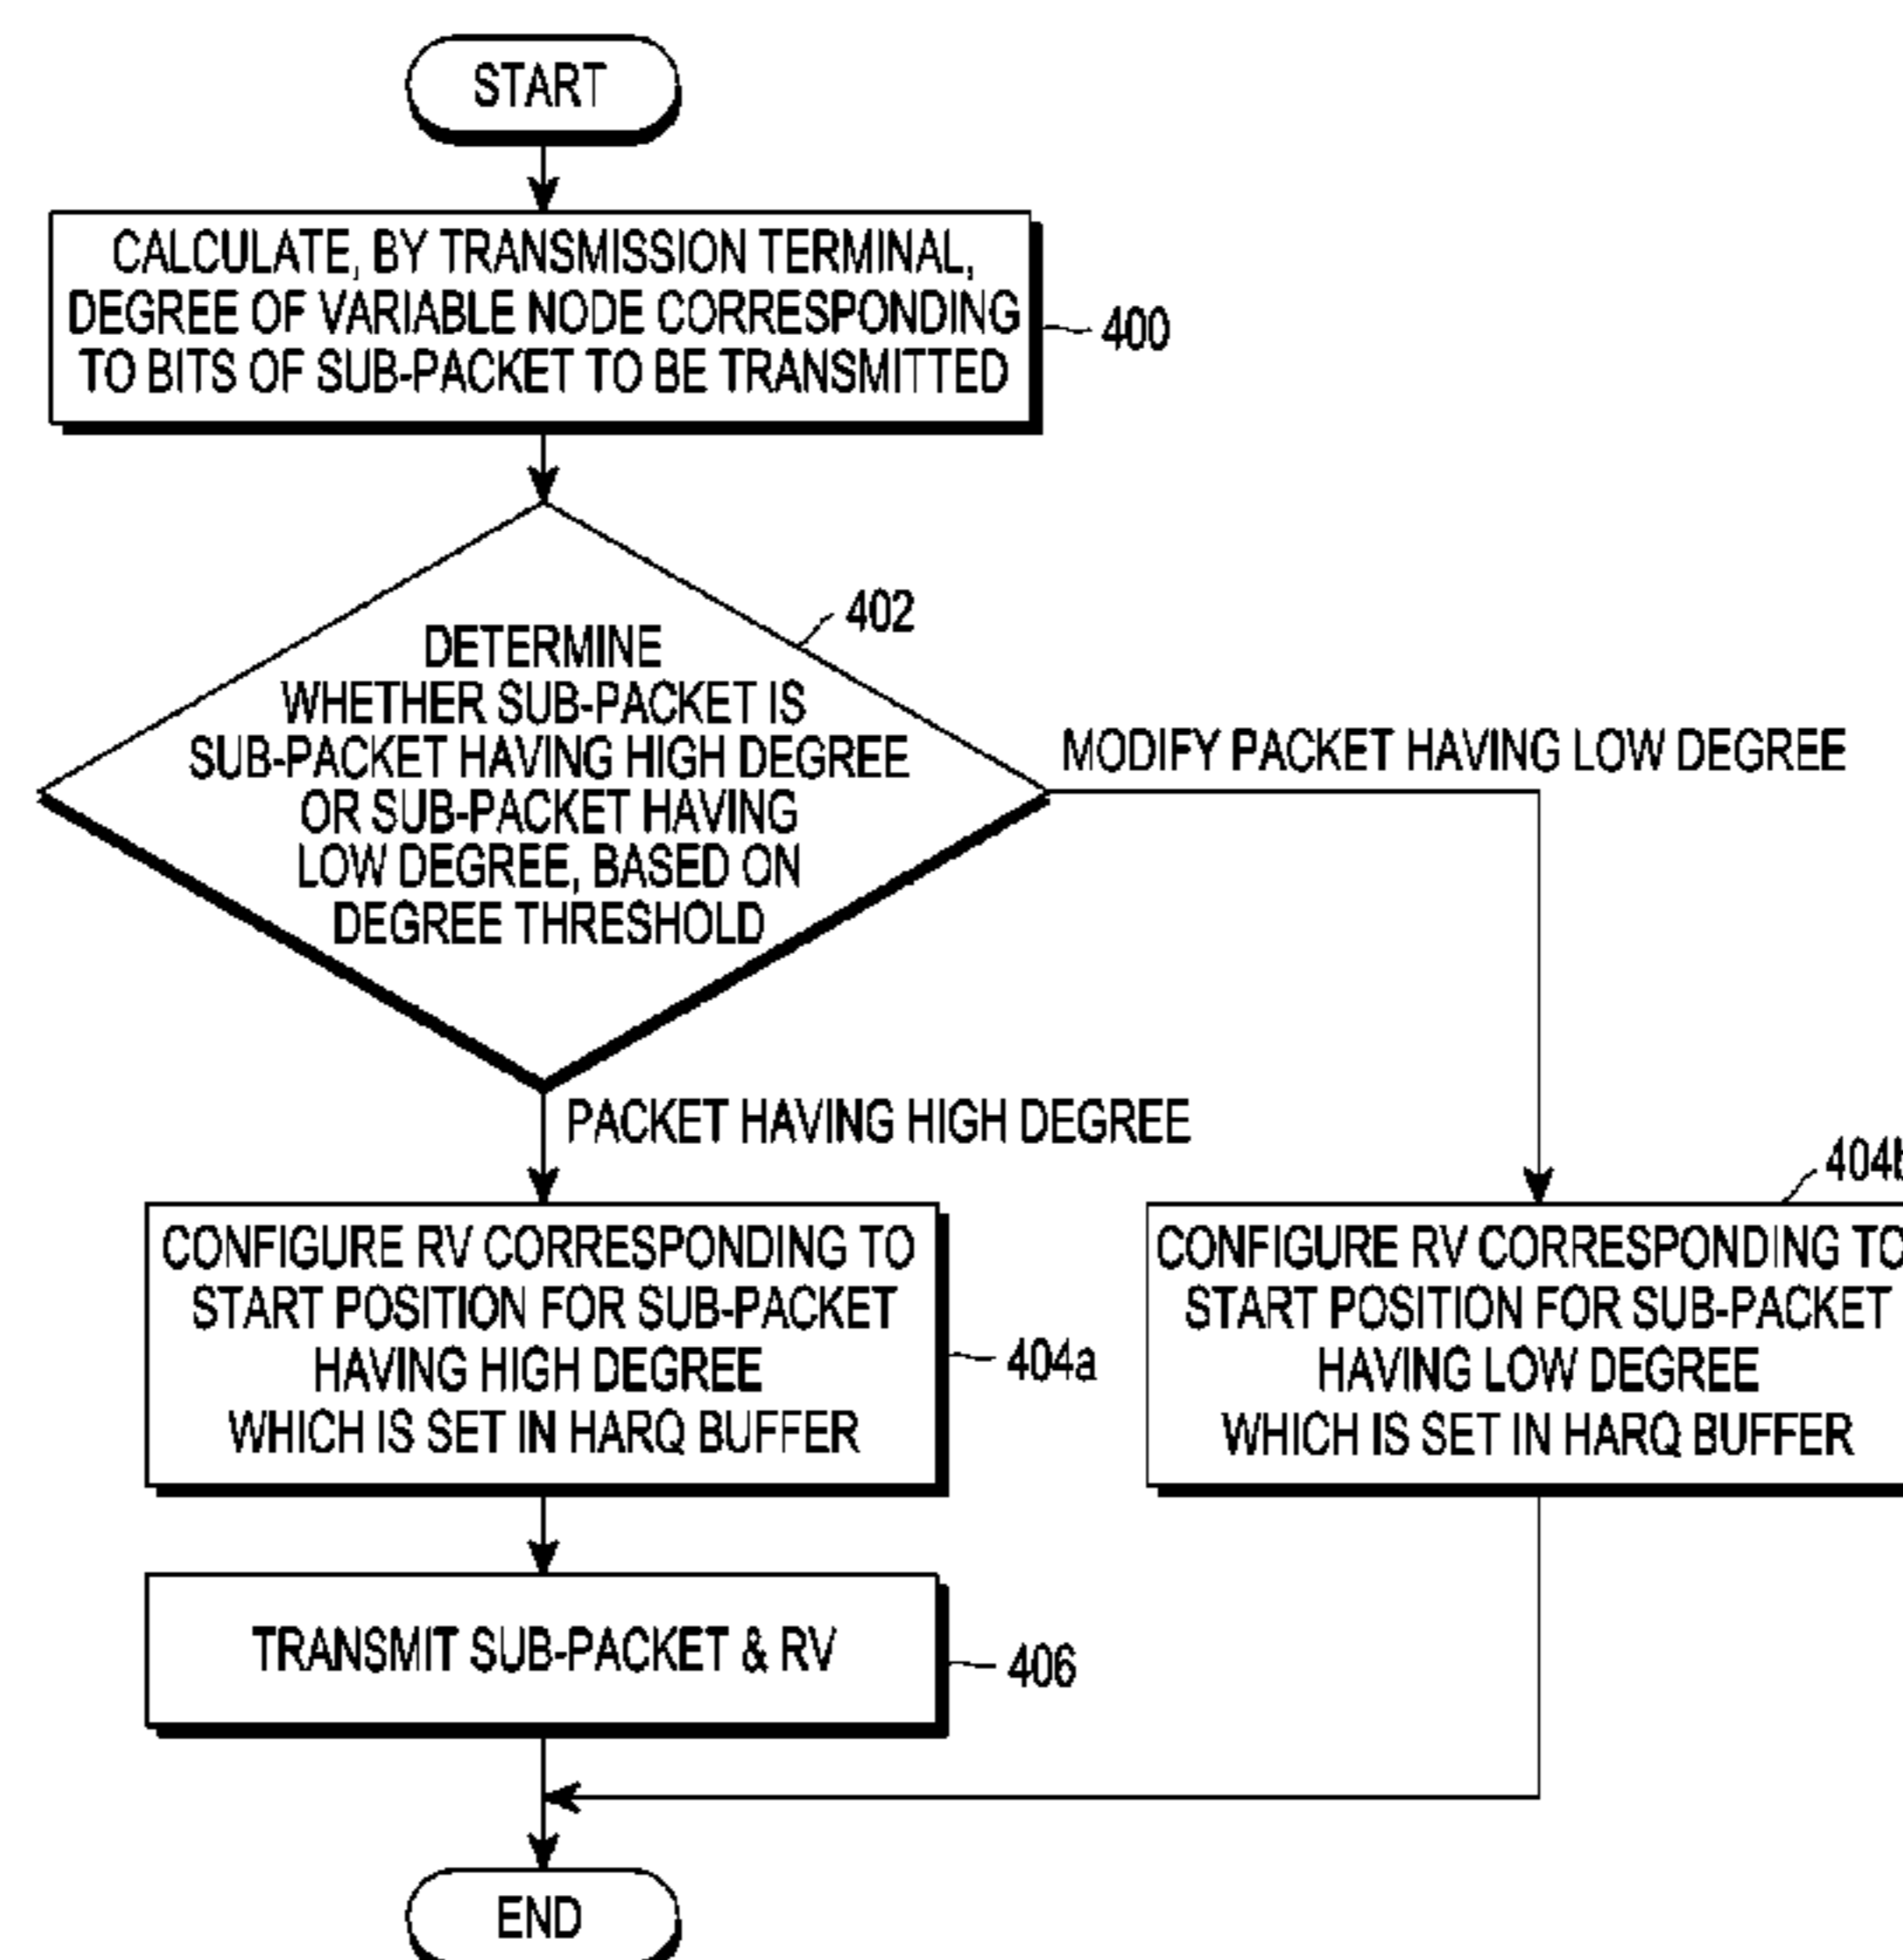 START
CALCULATE, BY TRANSMISSION TERMINAL,
DEGREE OF VARIABLE NODE CORRESPONDING
TO BITS OF SUB-PACKET TO BE TRANSMITTED
400
402
DETERMINE
WHETHER SUB-PACKET IS
SUB-PACKET HAVING HIGH DEGREE
OR SUB-PACKET HAVING
LOW DEGREE, BASED ON
DEGREE THRESHOLD
MODIFY PACKET HAVING LOW DEGREE
PACKET HAVING HIGH DEGREE
CONFIGURE RV CORRESPONDING TO
START POSITION FOR SUB-PACKET
HAVING HIGH DEGREE
WHICH IS SET IN HARQ BUFFER
404a
404b
CONFIGURE RV CORRESPONDING TO
START POSITION FOR SUB-PACKET
HAVING LOW DEGREE
WHICH IS SET IN HARQ BUFFER
TRANSMIT SUB-PACKET & RV
406
END